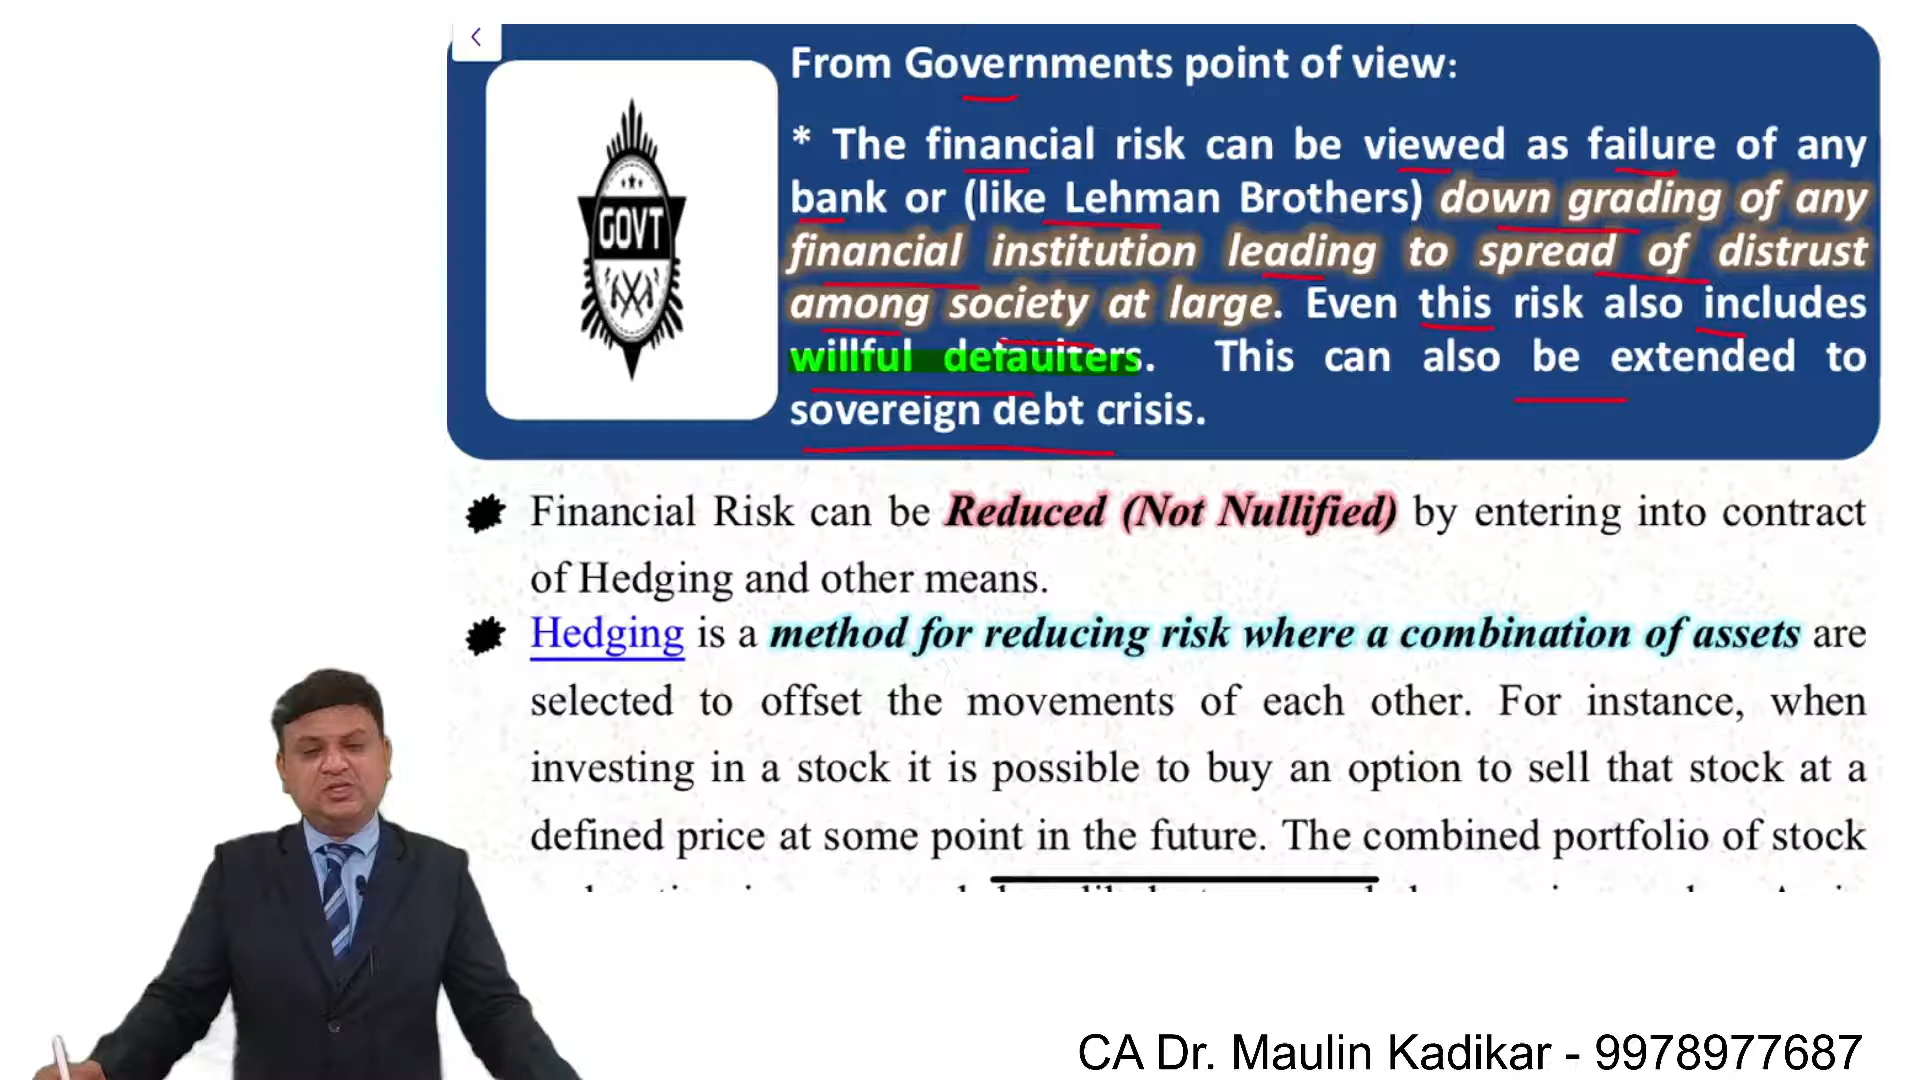 From Governments point of view:
GOVT
* The financial risk can be viewed as failure of any
bank or (like Lehman Brothers) down grading of any
financial institution leading to spread of distrust
among society at large. Even this risk also includes
willful defaulters. This can also be extended to
sovereign debt crisis.
Financial Risk can be Reduced (Not Nullified) by entering into contract
of Hedging and other means.
Hedging is a method for reducing risk where a combination of assets are
selected to offset the movements of each other. For instance, when
investing in a stock it is possible to buy an option to sell that stock at a
defined price at some point in the future. The combined portfolio of stock
CA Dr. Maulin Kadikar - 9978977687